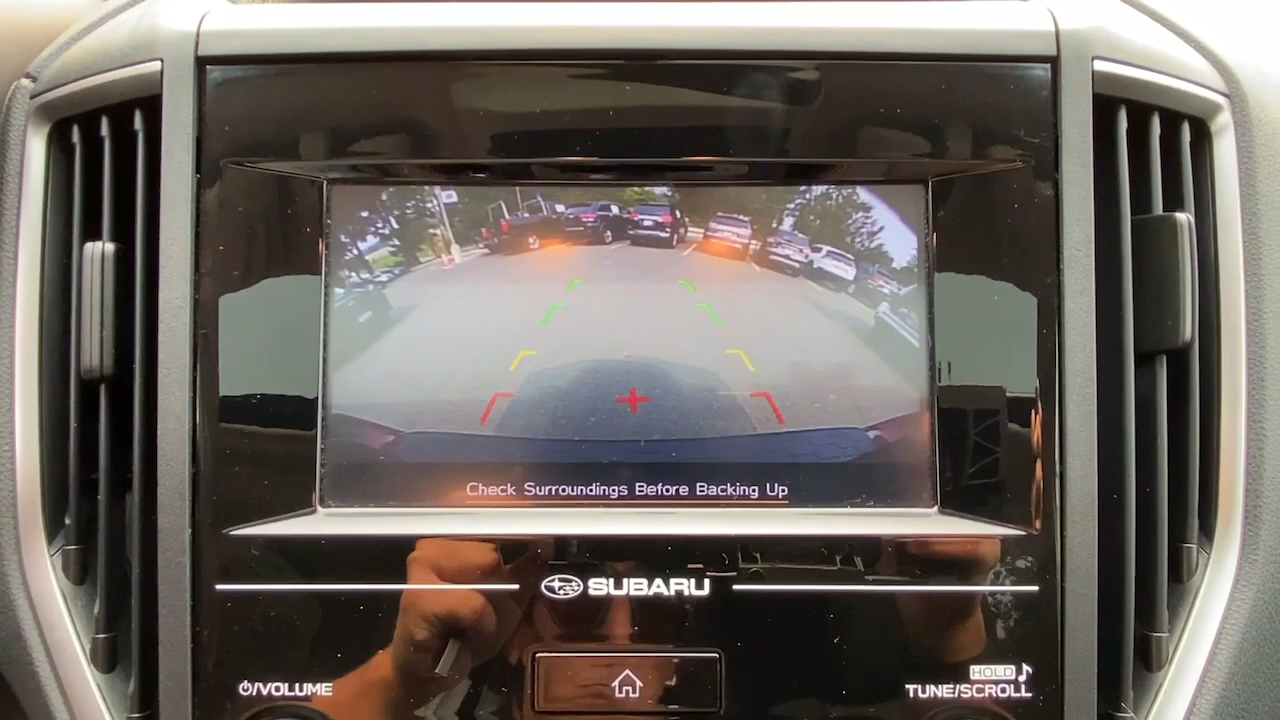 Check Surroundings Before Backing Up
SUBARU
HOLD
/VOLUME
TUNE/SCROLL